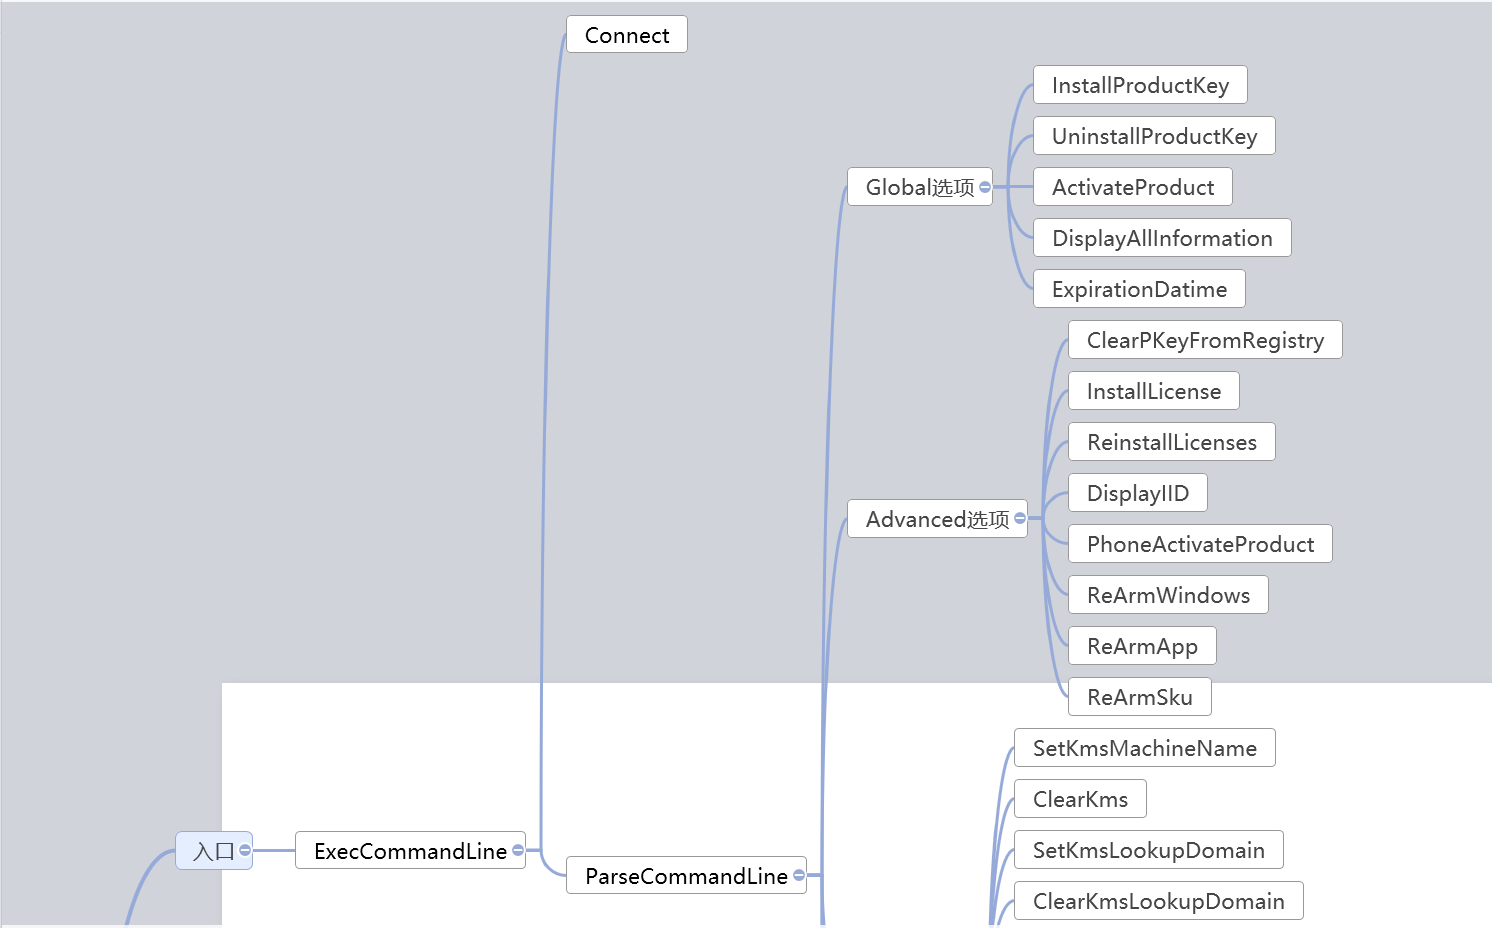 Connect
InstallProductKey
UninstallProductKey
Global选项
ActivateProduct
DisplayAllInformation
ExpirationDatime
ClearPKeyFromRegistry
InstallLicense
ReinstallLicenses
DisplayIID
Advanced选项
PhoneActivateProduct
ReArmWindows
ReArmApp
ReArmSku
SetKmsMachineName
ClearKms
入口
ExecCommandLine
SetKmsLookupDomain
ParseCommandLine
ClearKmsLookupDomain